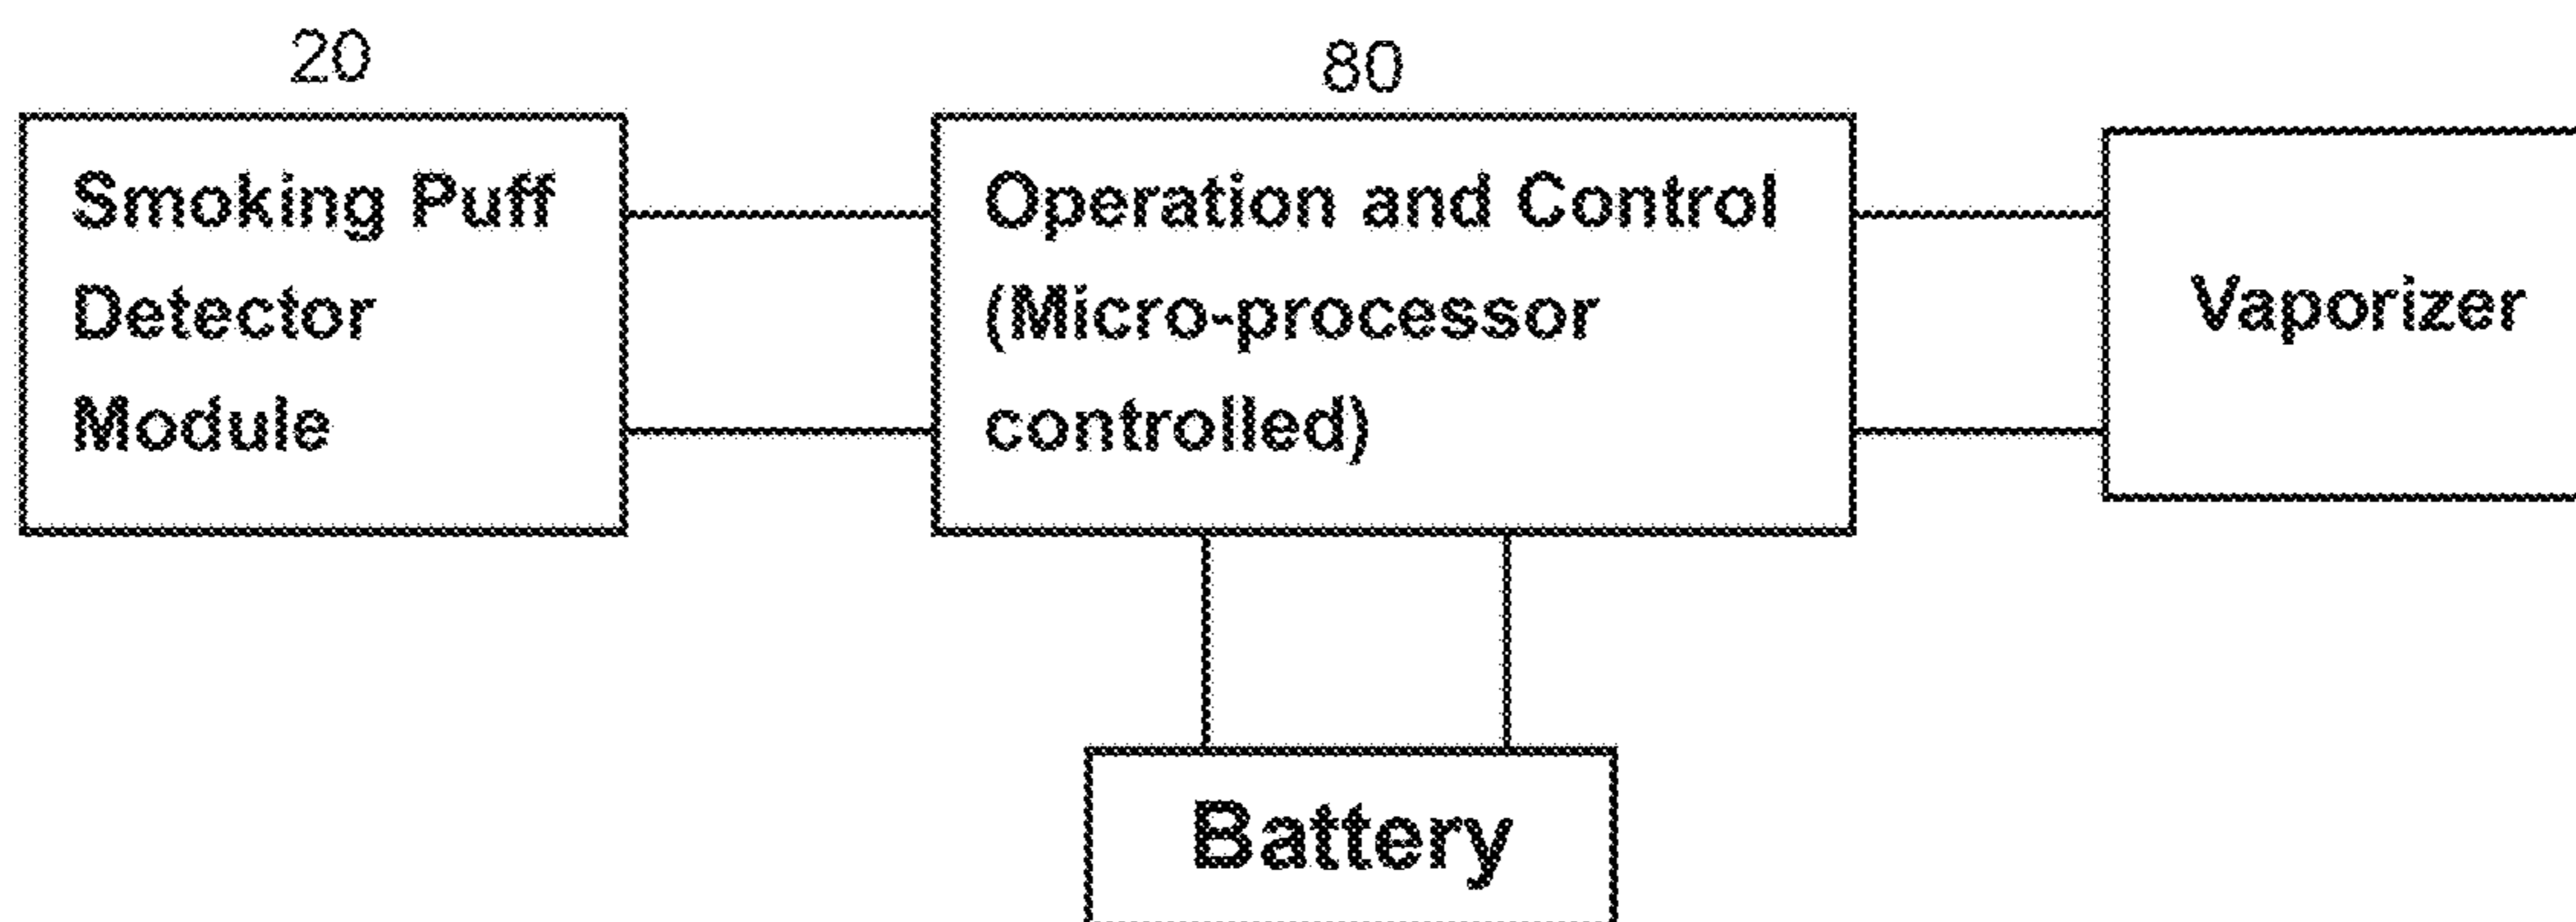 20
80
Smoking Puff
Detector
Module
Operation and Control
(Micro-processor
controlled)
Vaporizer
Battery